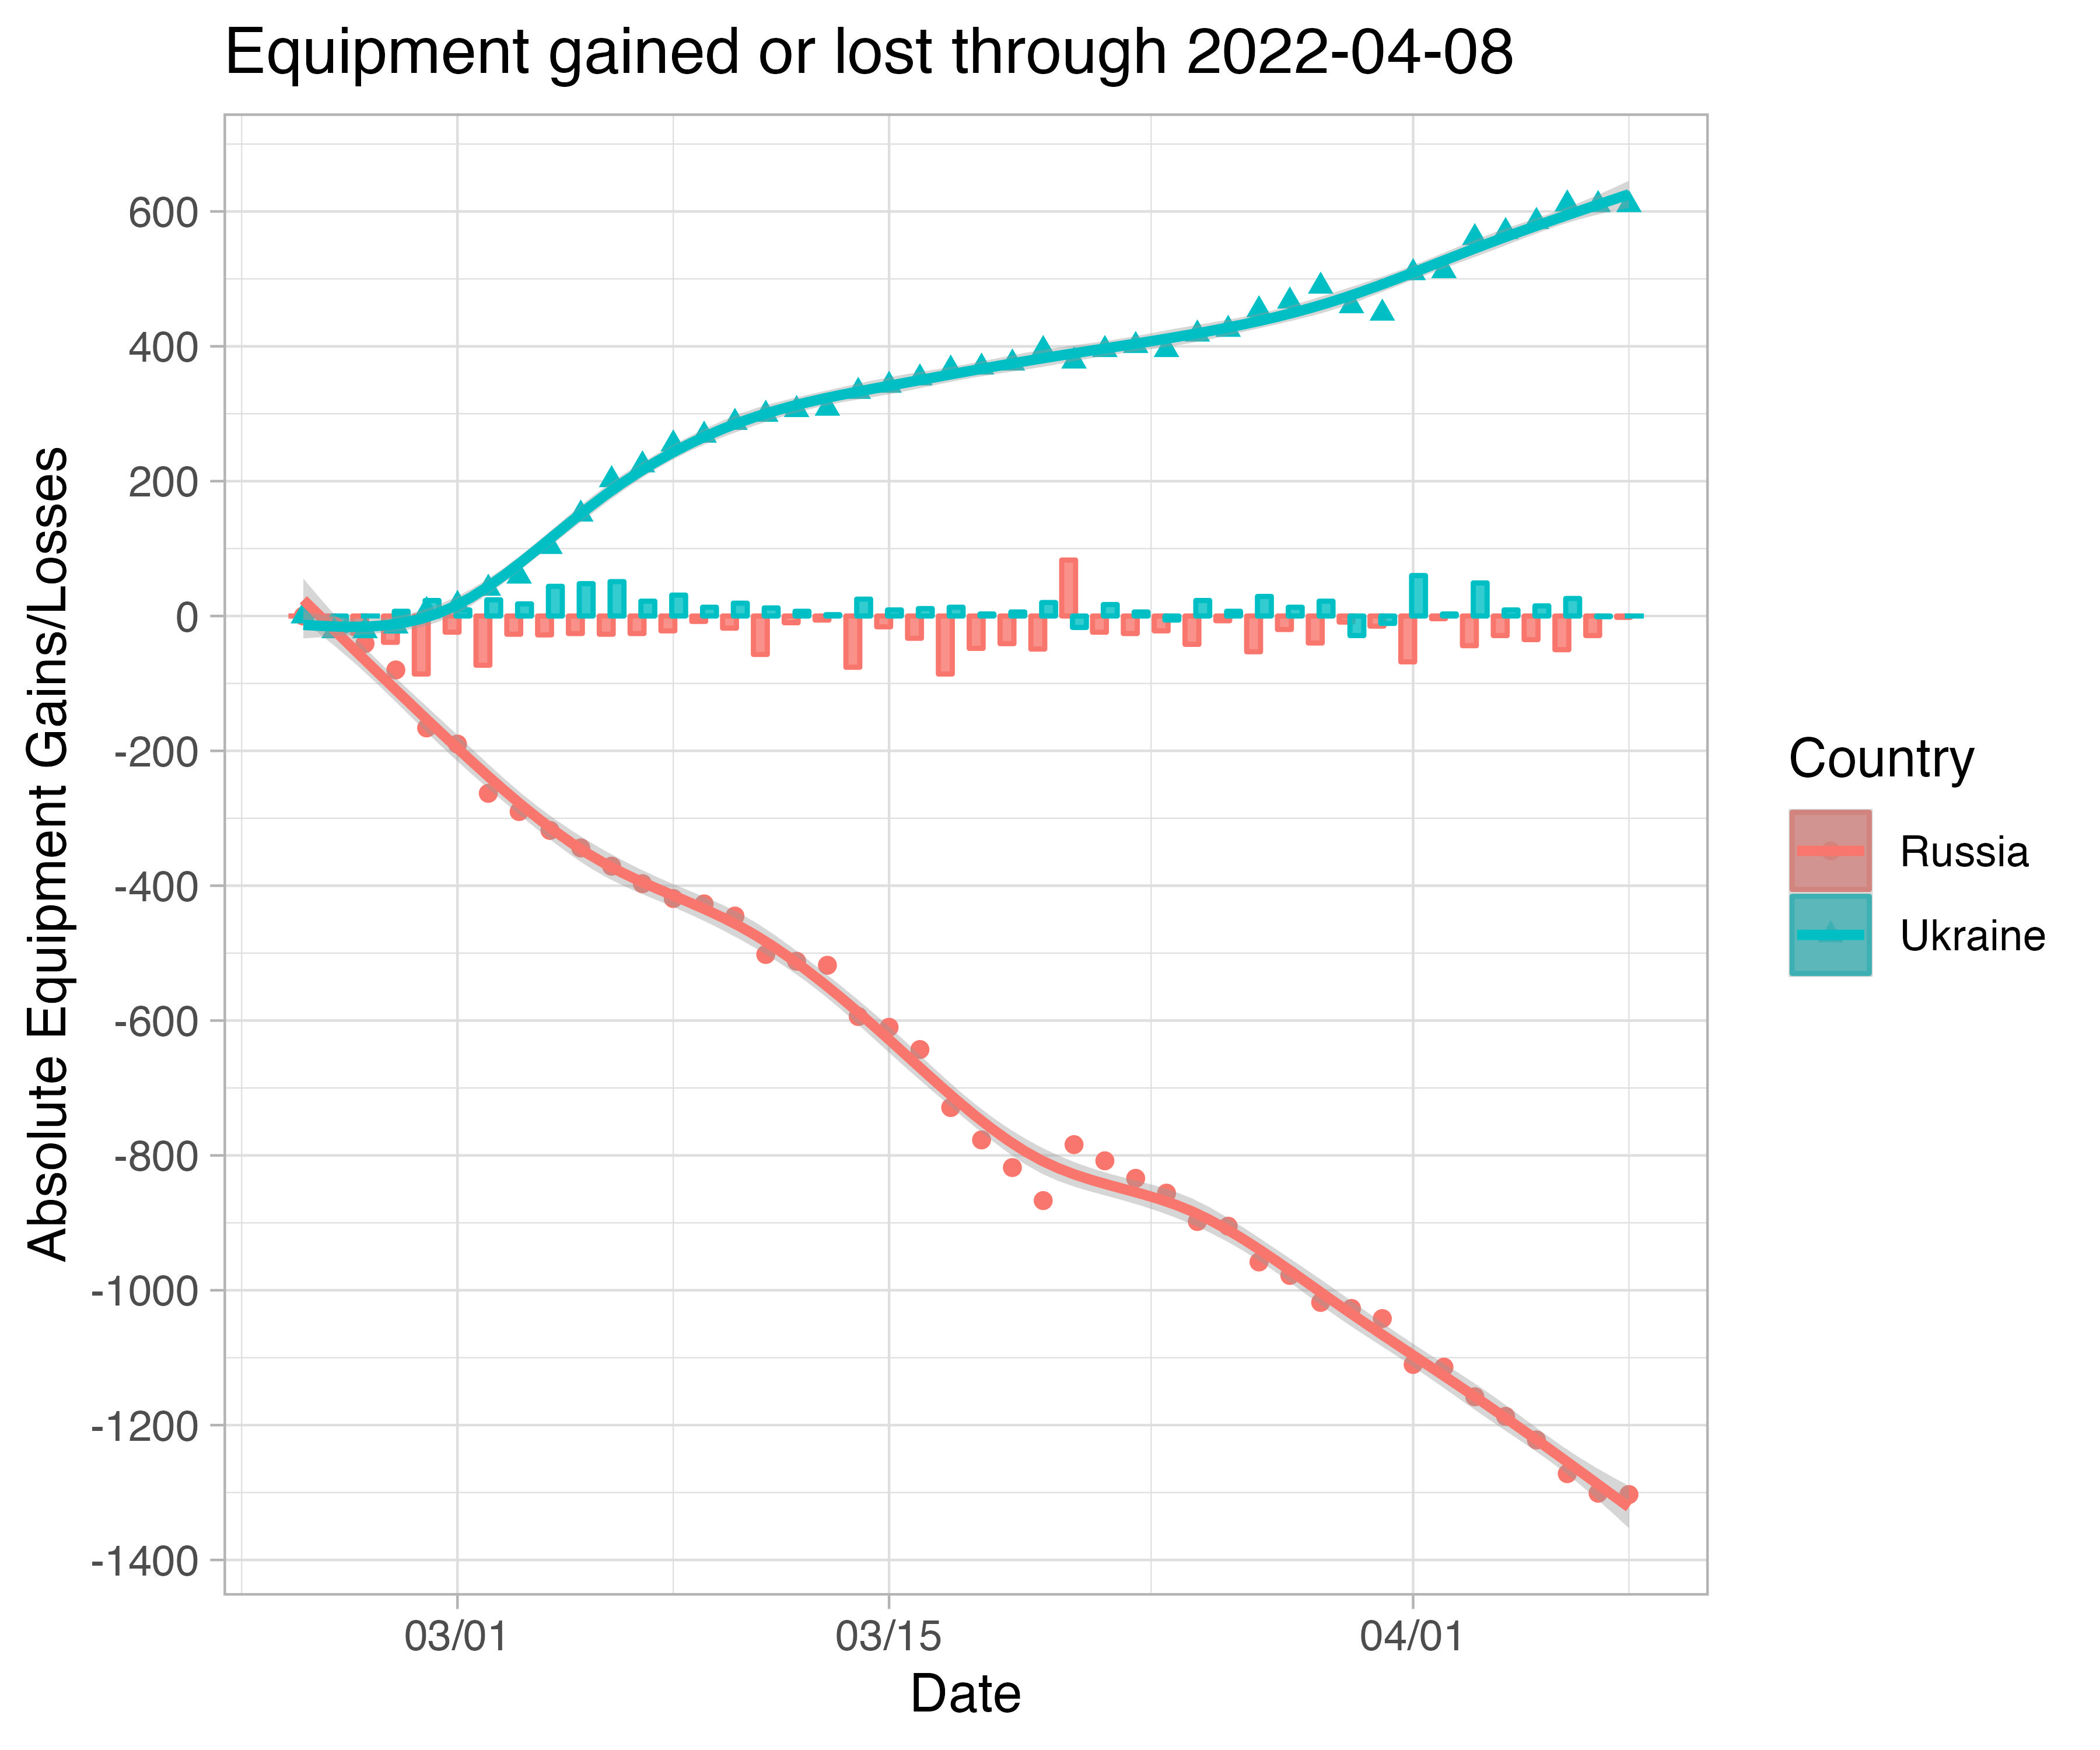 Equipment gained or lost through 2022-04-08
Absolute Equipment Gains/Losses
600
400
200
0
-200
-400
-600
-800
-1000
-1200
-1400
03/01
03/15
04/01
Date
Country
Russia
Ukraine